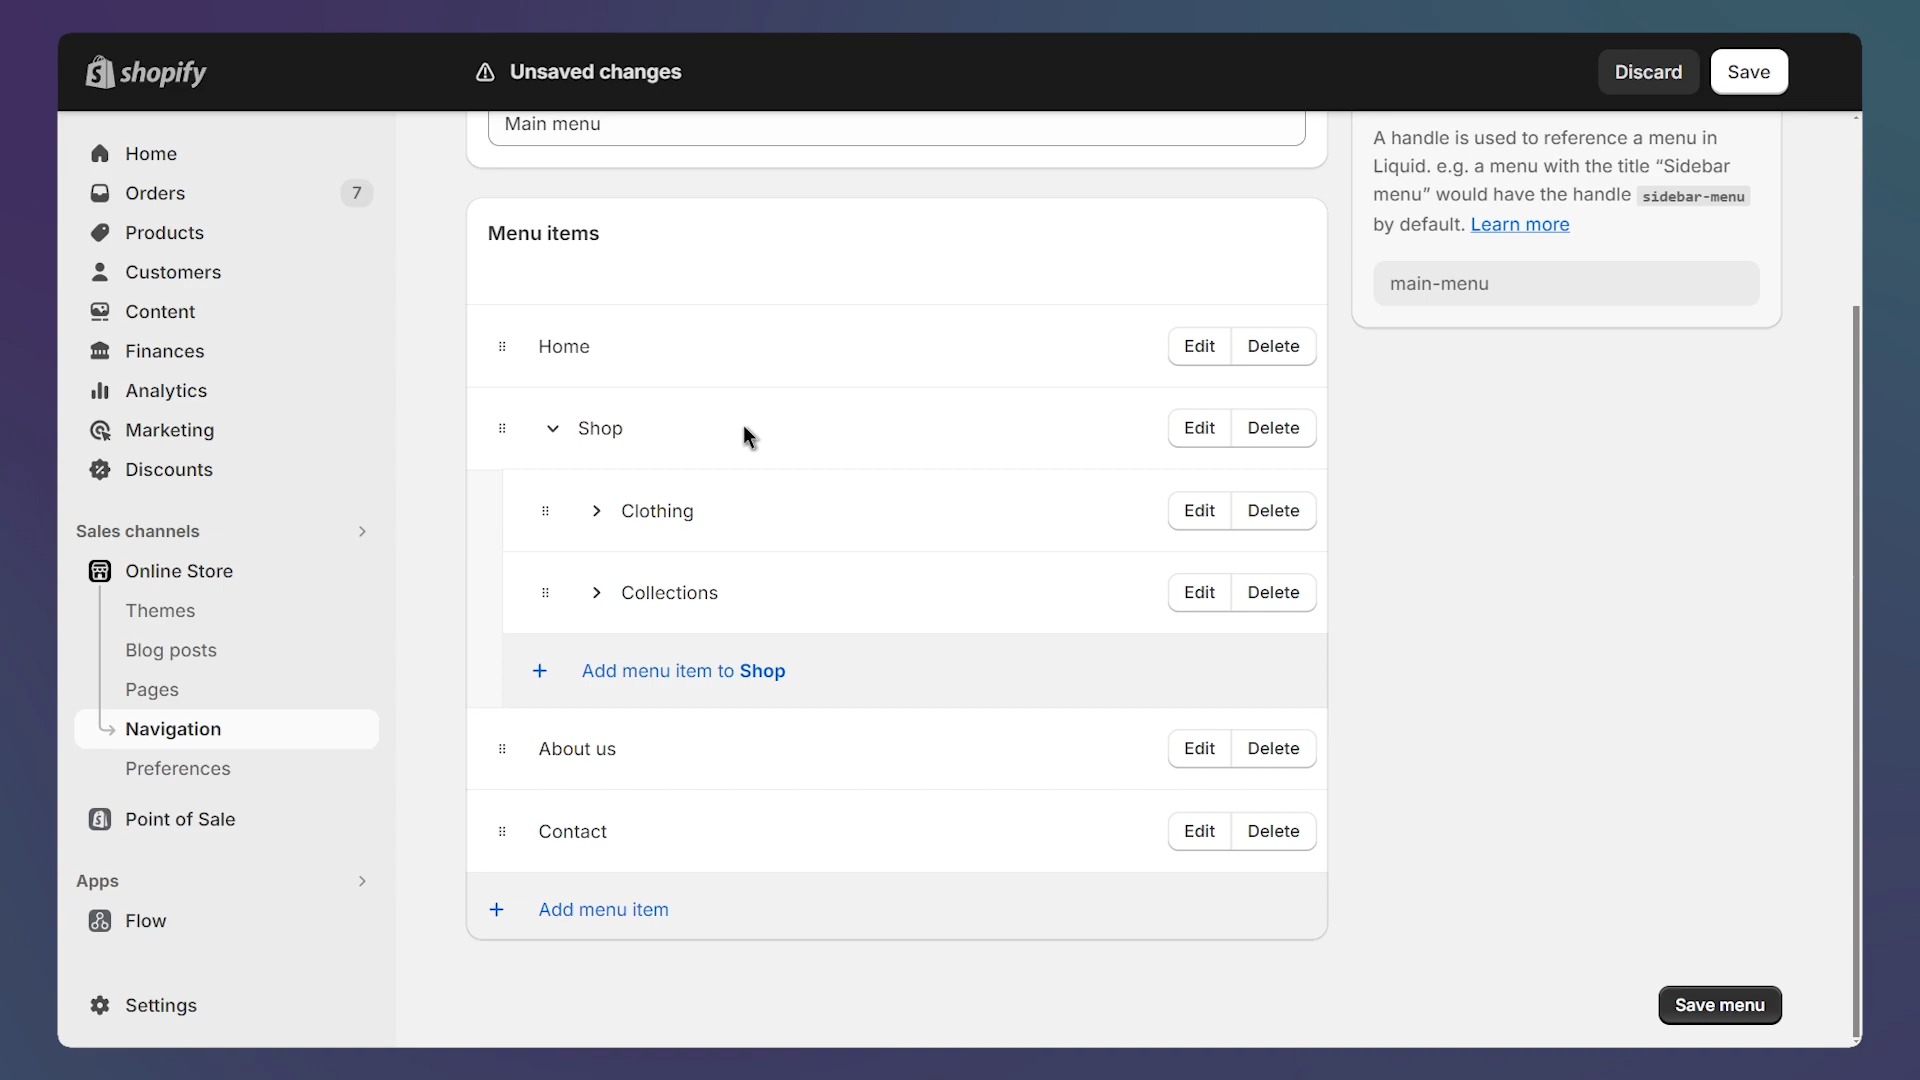 shopify
Unsaved changes
Discard
Save
Home
Orders
7
Products
Customers
Content
Finances
Analytics
Marketing
Discounts
Sales channels
Online Store
Themes
Blog posts
Pages
Navigation
Preferences
Point of Sale
Apps
Flow
Settings
Main menu
Menu items
Home
Edit
Delete
Shop
Edit
Delete
Clothing
Edit
Delete
Collections
Edit
Delete
Add menu item to Shop
About us
Edit
Delete
Contact
Edit
Delete
Add menu item
A handle is used to reference a menu in
Liquid. e.g. a menu with the title “Sidebar
menu” would have the handle sidebar-menu
by default. Learn more
main-menu
Save menu